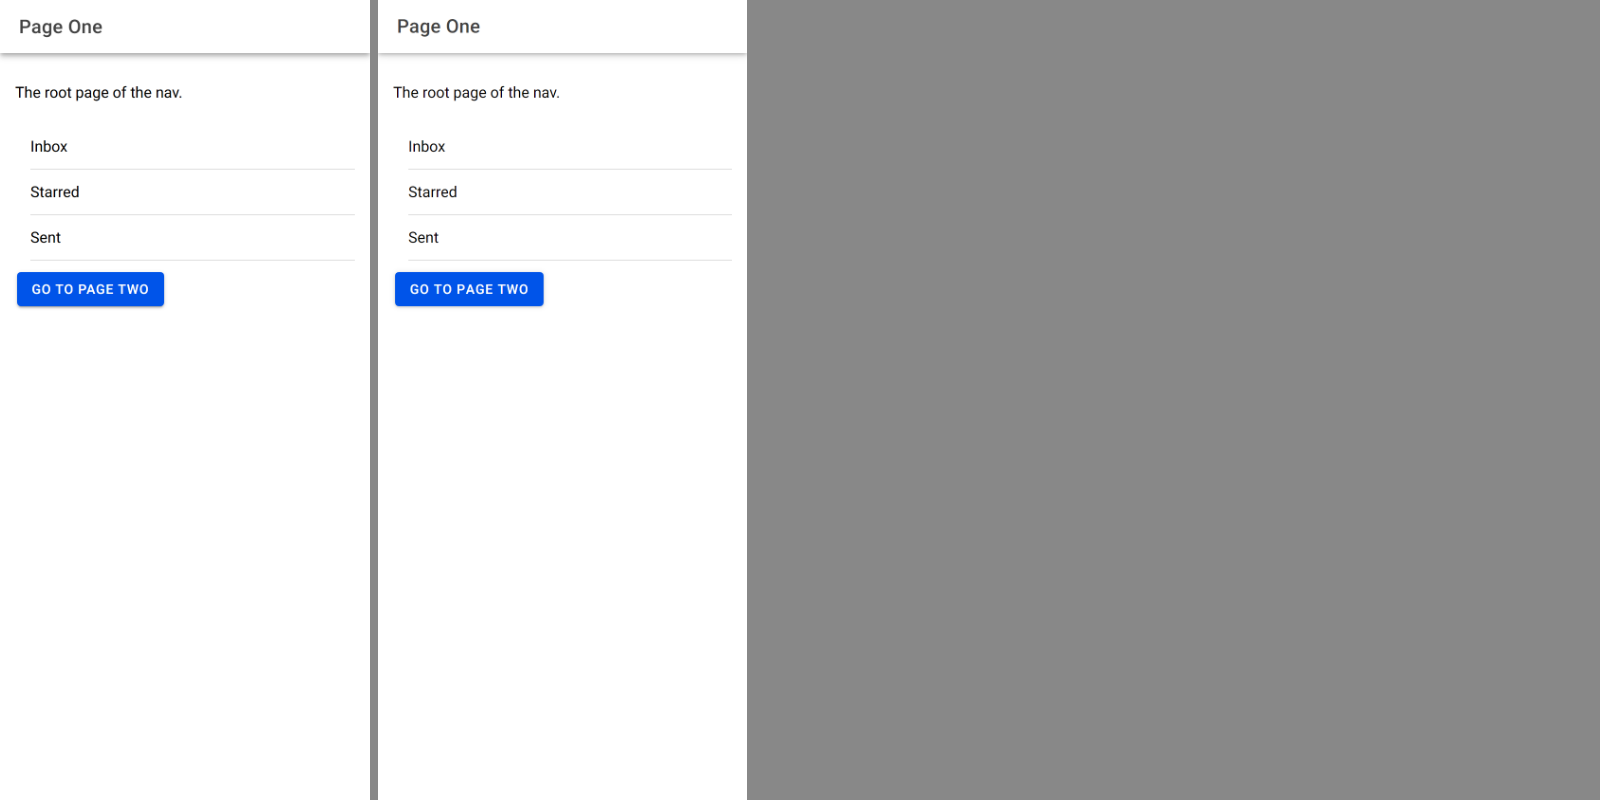 Page One
The root page of the nav.
Inbox
Starred
Sent
GO TO PAGE TWO
Page One
The root page of the nav.
Inbox
Starred
Sent
GO TO PAGE TWO